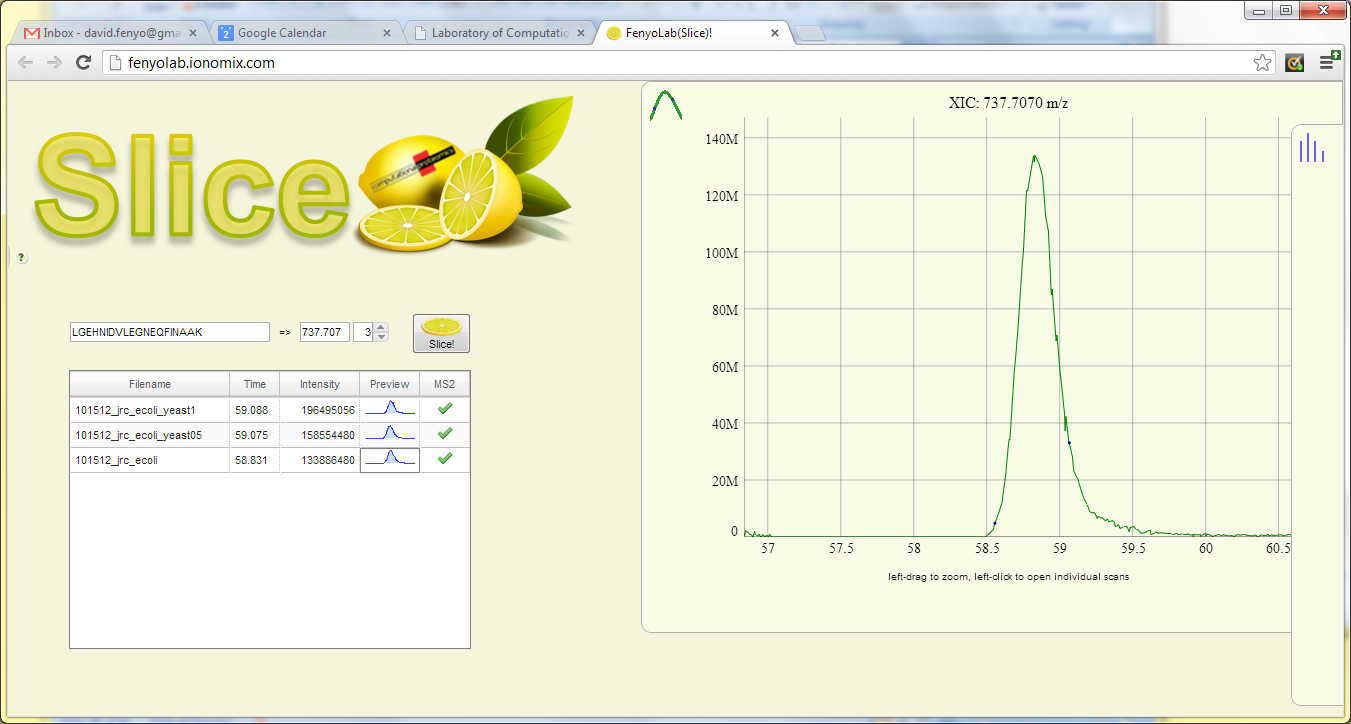 Inbox - david.fenyo@gma
Google Calendar
Laboratory of Computatio
FenyoLab(Slice)!
fenyolab.ionomix.com
Slice
computational proteomics
?
LGEHNIDVLEGNEQFINAAK => 737.707 3 Slice!
Filename Time Intensity Preview MS2
101512_jrc_ecoli_yeast1 59.088 196495056
101512_jrc_ecoli_yeast05 59.075 158554480
101512_jrc_ecoli 58.831 133886480
XIC: 737.7070 m/z
140M
120M
100M
80M
60M
40M
20M
0
57 57.5 58 58.5 59 59.5 60 60.5
left-drag to zoom, left-click to open individual scans